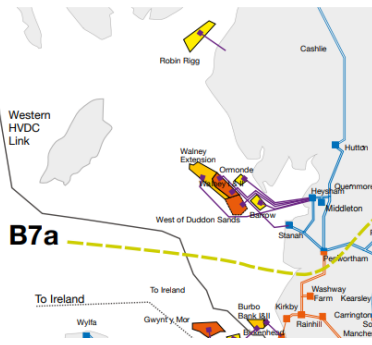 Cashlie
Robin Rigg
Western
HVDC
Link
Hutton
Walney
Extension
Ormonde
Quernmore
Heysham
Middleton
Barrow
West of Duddon Sands
Stanah
B7a
Penwortham
To Ireland
To Ireland
Washway
Farm
Kearsley
Kirkby
Burbo
Bank I&II
Carrington
Gwynt y Mor
Rainhill
Wylfa
Birkenhead